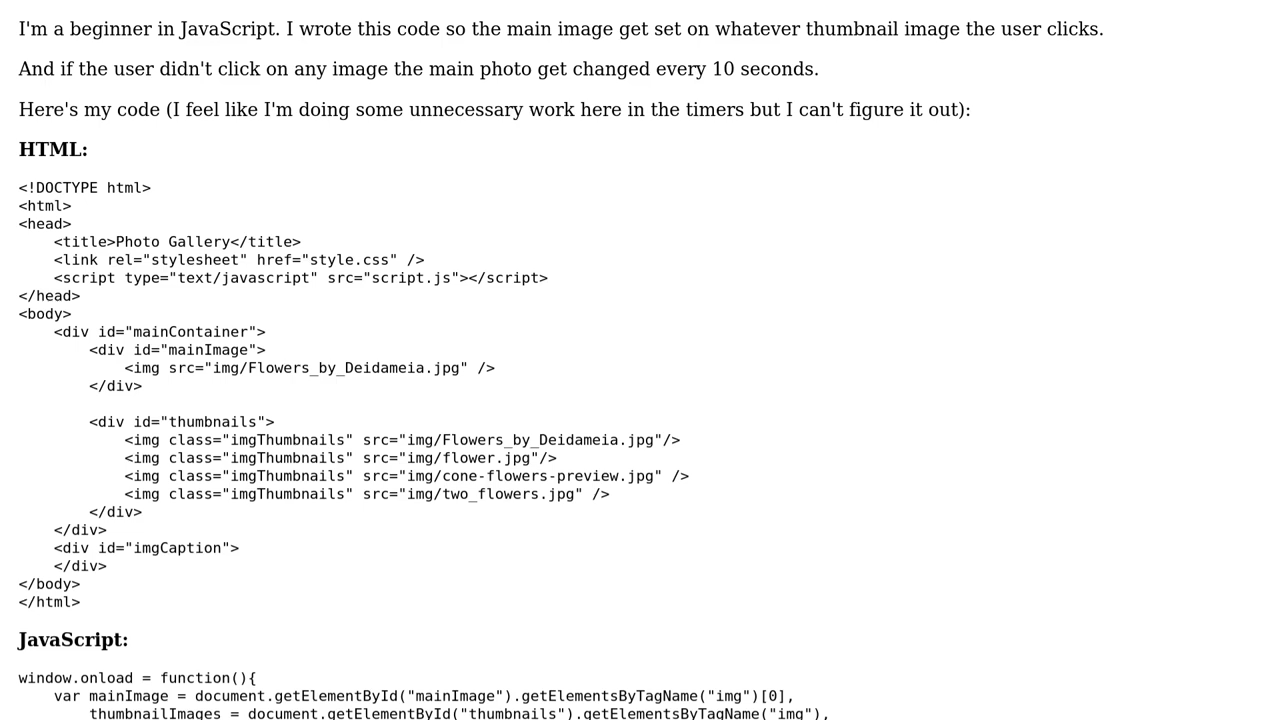 I'm a beginner in JavaScript. I wrote this code so the main image get set on whatever thumbnail image the user clicks.
And if the user didn't click on any image the main photo get changed every 10 seconds.
Here's my code (I feel like I'm doing some unnecessary work here in the timers but I can't figure it out):
HTML:
<!DOCTYPE html>
<html>
<head>
    <title>Photo Gallery</title>
    <link rel="stylesheet" href="style.css" />
    <script type="text/javascript" src="script.js"></script>
</head>
<body>
    <div id="mainContainer">
        <div id="mainImage">
            <img src="img/Flowers_by_Deidameia.jpg" />
        </div>

        <div id="thumbnails">
            <img class="imgThumbnails" src="img/Flowers_by_Deidameia.jpg"/>
            <img class="imgThumbnails" src="img/flower.jpg"/>
            <img class="imgThumbnails" src="img/cone-flowers-preview.jpg" />
            <img class="imgThumbnails" src="img/two_flowers.jpg" />
        </div>
    </div>
    <div id="imgCaption">
    </div>
</body>
</html>
JavaScript:
window.onload = function(){
    var mainImage = document.getElementById("mainImage").getElementsByTagName("img")[0],
        thumbnailImages = document.getElementById("thumbnails").getElementsByTagName("img"),